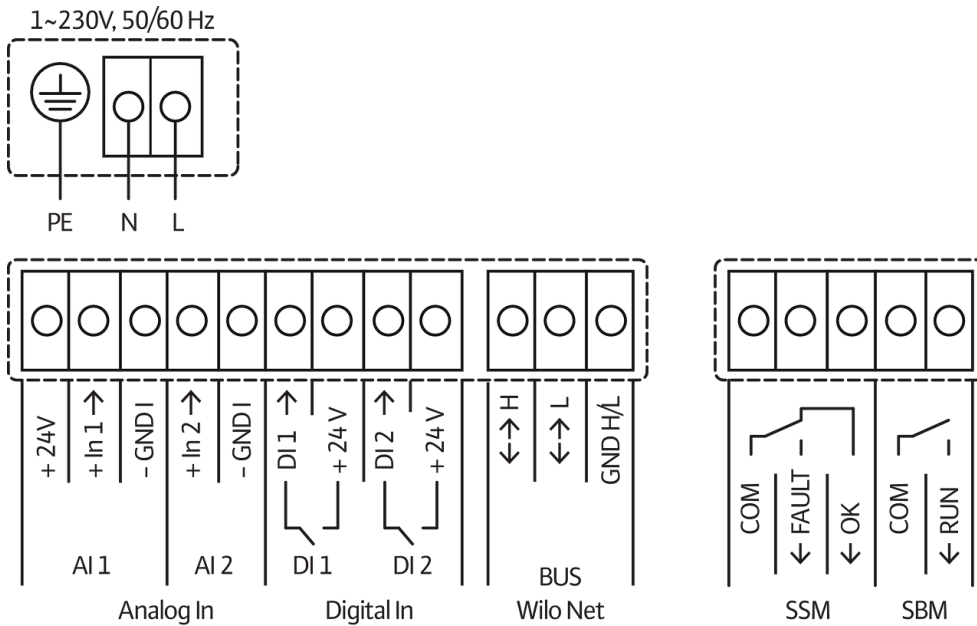 1~230V, 50/60 Hz
PE N L
+ 24V
+ In 1
– GND I
+ In 2
– GND I
DI 1
+ 24 V
DI 2
+ 24 V
H
L
GND H/L
COM
FAULT
OK
COM
RUN
AI 1 AI 2 DI 1 DI 2
BUS
Analog In Digital In Wilo Net SSM SBM